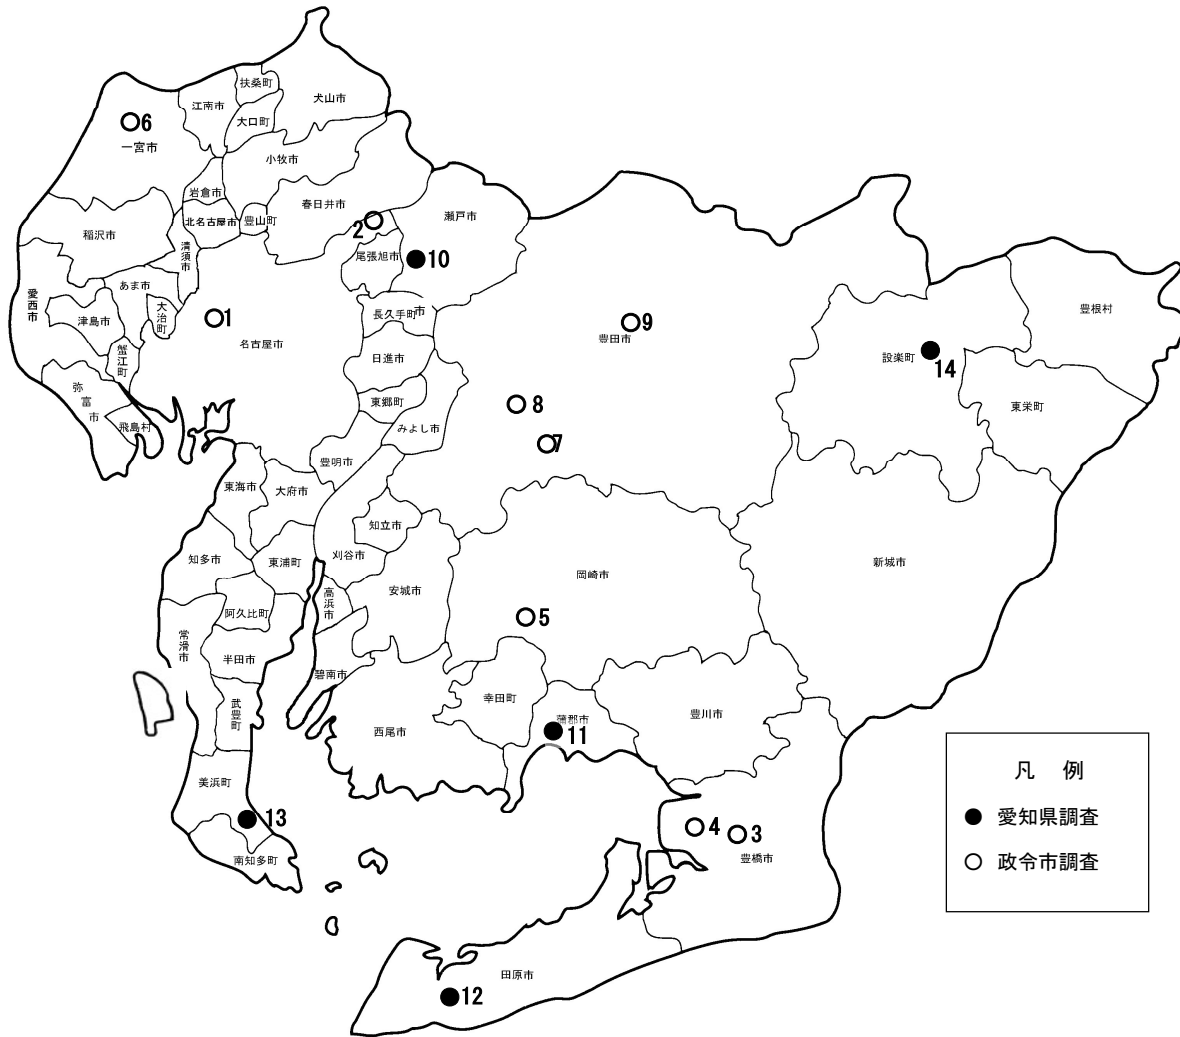 扶桑町
江南市
犬山市
大口町
6
一宮市
小牧市
岩倉市
春日井市
瀬戸市
北名古屋市
豊山町
2
稲沢市
清須市
尾張旭市
10
あま市
愛西市
大治町
津島市
1
長久手町市
9
豊田市
豊根村
名古屋市
蟹江町
日進市
設楽町
14
弥富市
東郷町
8
東栄町
飛島村
みよし市
7
豊明市
東海市
大府市
知立市
知多市
東浦町
刈谷市
新城市
岡崎市
高浜市
安城市
阿久比町
5
常滑市
半田市
碧南市
幸田町
武豊町
西尾市
蒲郡市
11
豊川市
美浜町
13
4
3
豊橋市
南知多町
田原市
12
凡 例
愛知県調査
政令市調査